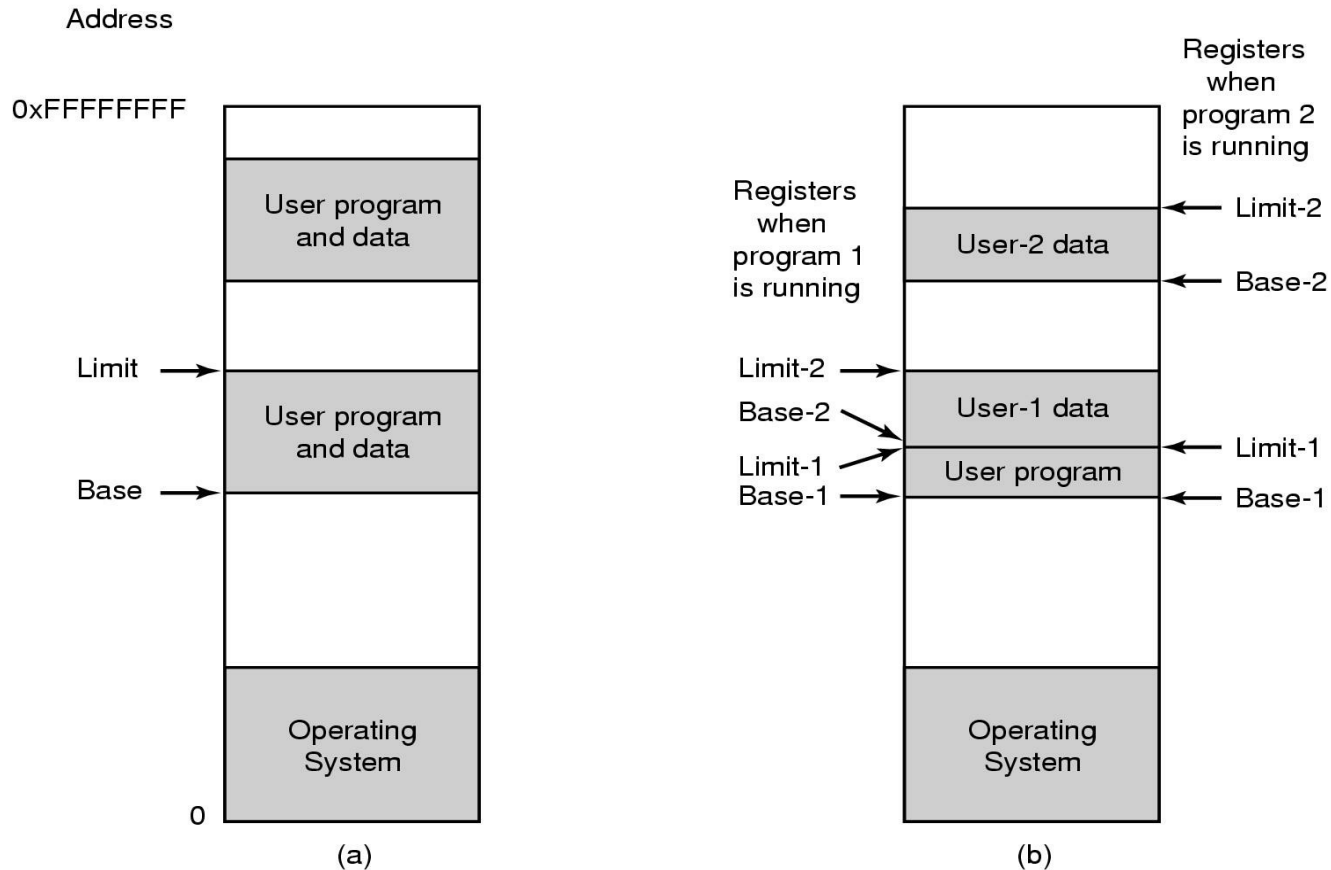 Address
0xFFFFFFFF
User program
and data
Limit
User program
and data
Base
Operating
System
0
(a)
Registers
when
program 1
is running
Limit-2
Base-2
Limit-1
Base-1
Registers
when
program 2
is running
User-2 data
User-1 data
User program
Operating
System
Limit-2
Base-2
Limit-1
Base-1
(b)